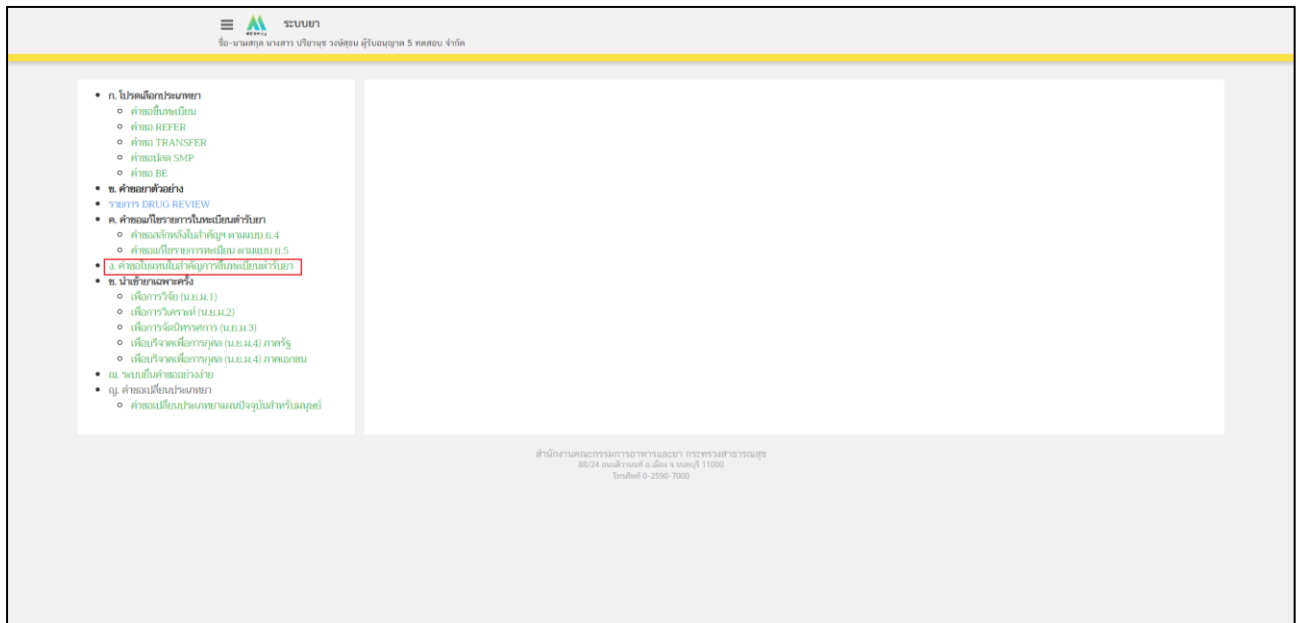 ระบบยา
ชื่อ-นามสกุล นางสาว ปรียานุช วงษ์สุธน ผู้รับอนุญาต 5 ทดสอบ จำกัด
ก. โปรดเลือกประเภทยา
คำขอขึ้นทะเบียน
คำขอ REFER
คำขอ TRANSFER
คำขอปลด SMP
คำขอ BE
ข. คำขอยาตัวอย่าง
รายการ DRUG REVIEW
ค. คำขอแก้ไขรายการในทะเบียนตำรับยา
คำขอสลักหลังใบสำคัญฯ ตามแบบ ย.4
คำขอแก้ไขรายการทะเบียน ตามแบบ ย.5
ง. คำขอใบแทนใบสำคัญการขึ้นทะเบียนตำรับยา
ช. นำเข้ายาเฉพาะครั้ง
เพื่อการวิจัย (น.ย.ม.1)
เพื่อการวิเคราะห์ (น.ย.ม.2)
เพื่อการจัดนิทรรศการ (น.ย.ม.3)
เพื่อบริจาคเพื่อการกุศล (น.ย.ม.4) ภาครัฐ
เพื่อบริจาคเพื่อการกุศล (น.ย.ม.4) ภาคเอกชน
ฌ. ระบบยื่นคำขออย่างง่าย
ญ. คำขอเปลี่ยนประเภทยา
คำขอเปลี่ยนประเภทยาแผนปัจจุบันสำหรับมนุษย์
สำนักงานคณะกรรมการอาหารและยา กระทรวงสาธารณสุข
88/24 ถนนติวานนท์ อ.เมือง จ.นนทบุรี 11000
โทรศัพท์ 0-2590-7000